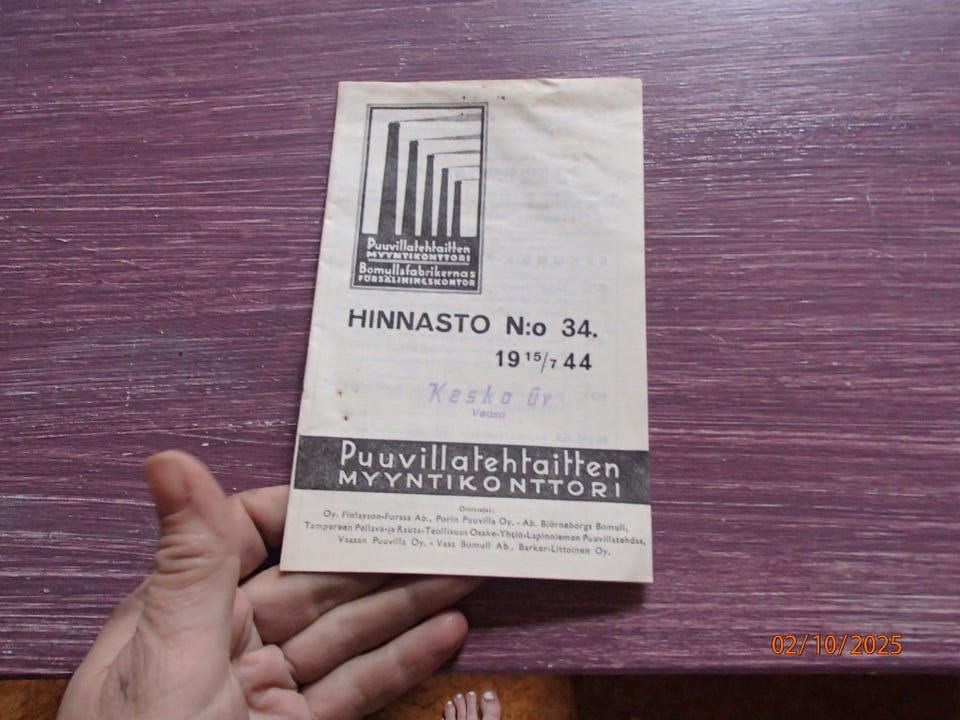 Puuvillatehtaitten
MYYNTIKONTTORI
Bomullsfabrikernas
FÖRSÄLJNINGSKONTOR
HINNASTO N:o 34.
19 15/7 44
Kesko Oy
Vaasa
Puuvillatehtaitten
MYYNTIKONTTORI
Omistajat:
Oy. Finlayson-Forssa Ab., Porin Puuvilla Oy. - Ab. Björneborgs Bomull,
Tampereen Pellava-ja Rauta-Teollisuus Osake-Yhtiö-Lapinniemen Puuvillatehdas,
Vaasan Puuvilla Oy. - Vasa Bomull Ab., Barker-Littoinen Oy.
02/10/2025